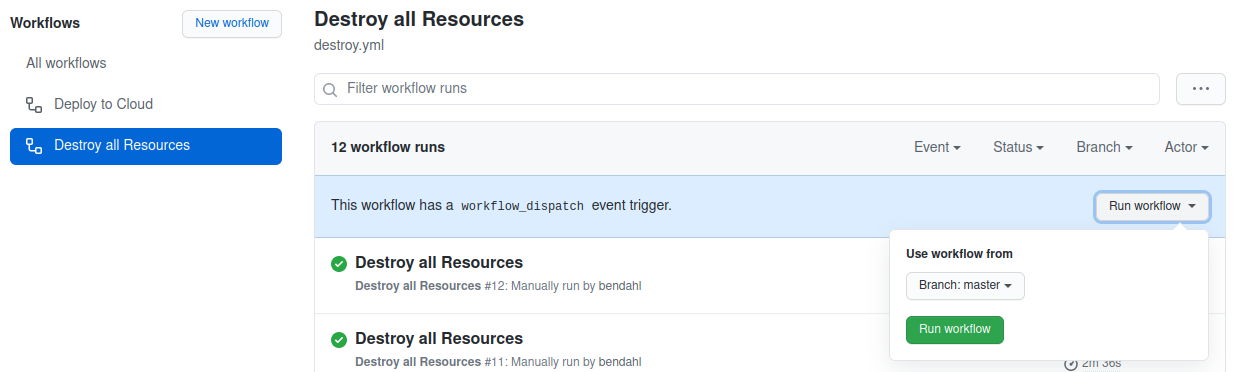 Workflows
New workflow
All workflows
Deploy to Cloud
Destroy all Resources
Destroy all Resources
destroy.yml
Filter workflow runs
12 workflow runs
Event
Status
Branch
Actor
This workflow has a workflow_dispatch event trigger.
Run workflow
Use workflow from
Branch: master
Run workflow
Destroy all Resources
Destroy all Resources #12: Manually run by bendahl
Destroy all Resources
Destroy all Resources #11: Manually run by bendahl
2m 36s